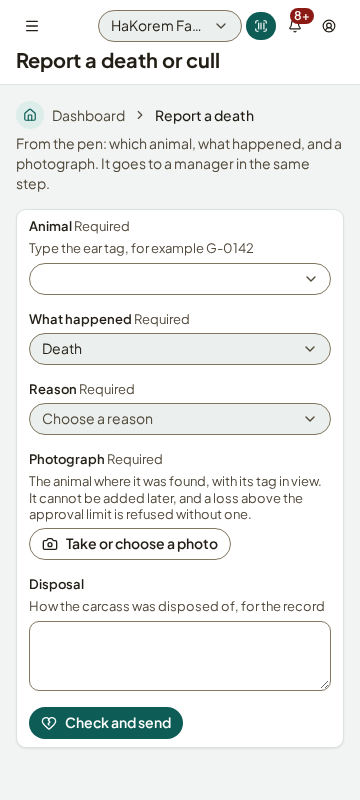 HaKorem Fa...
8+
Report a death or cull
Dashboard > Report a death
From the pen: which animal, what happened, and a
photograph. It goes to a manager in the same
step.
Animal Required
Type the ear tag, for example G-0142
What happened Required
Death
Reason Required
Choose a reason
Photograph Required
The animal where it was found, with its tag in view.
It cannot be added later, and a loss above the
approval limit is refused without one.
Take or choose a photo
Disposal
How the carcass was disposed of, for the record
Check and send